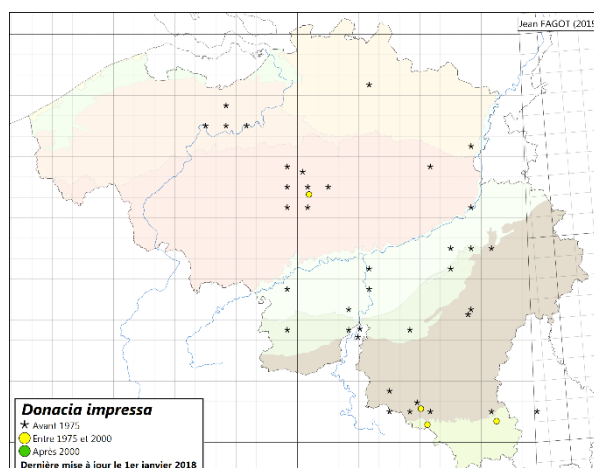 Jean FAGOT (2019
Donacia impressa
Avant 1975
Entre 1975 et 2000
Après 2000
Dernière mise à jour le 1er janvier 2018